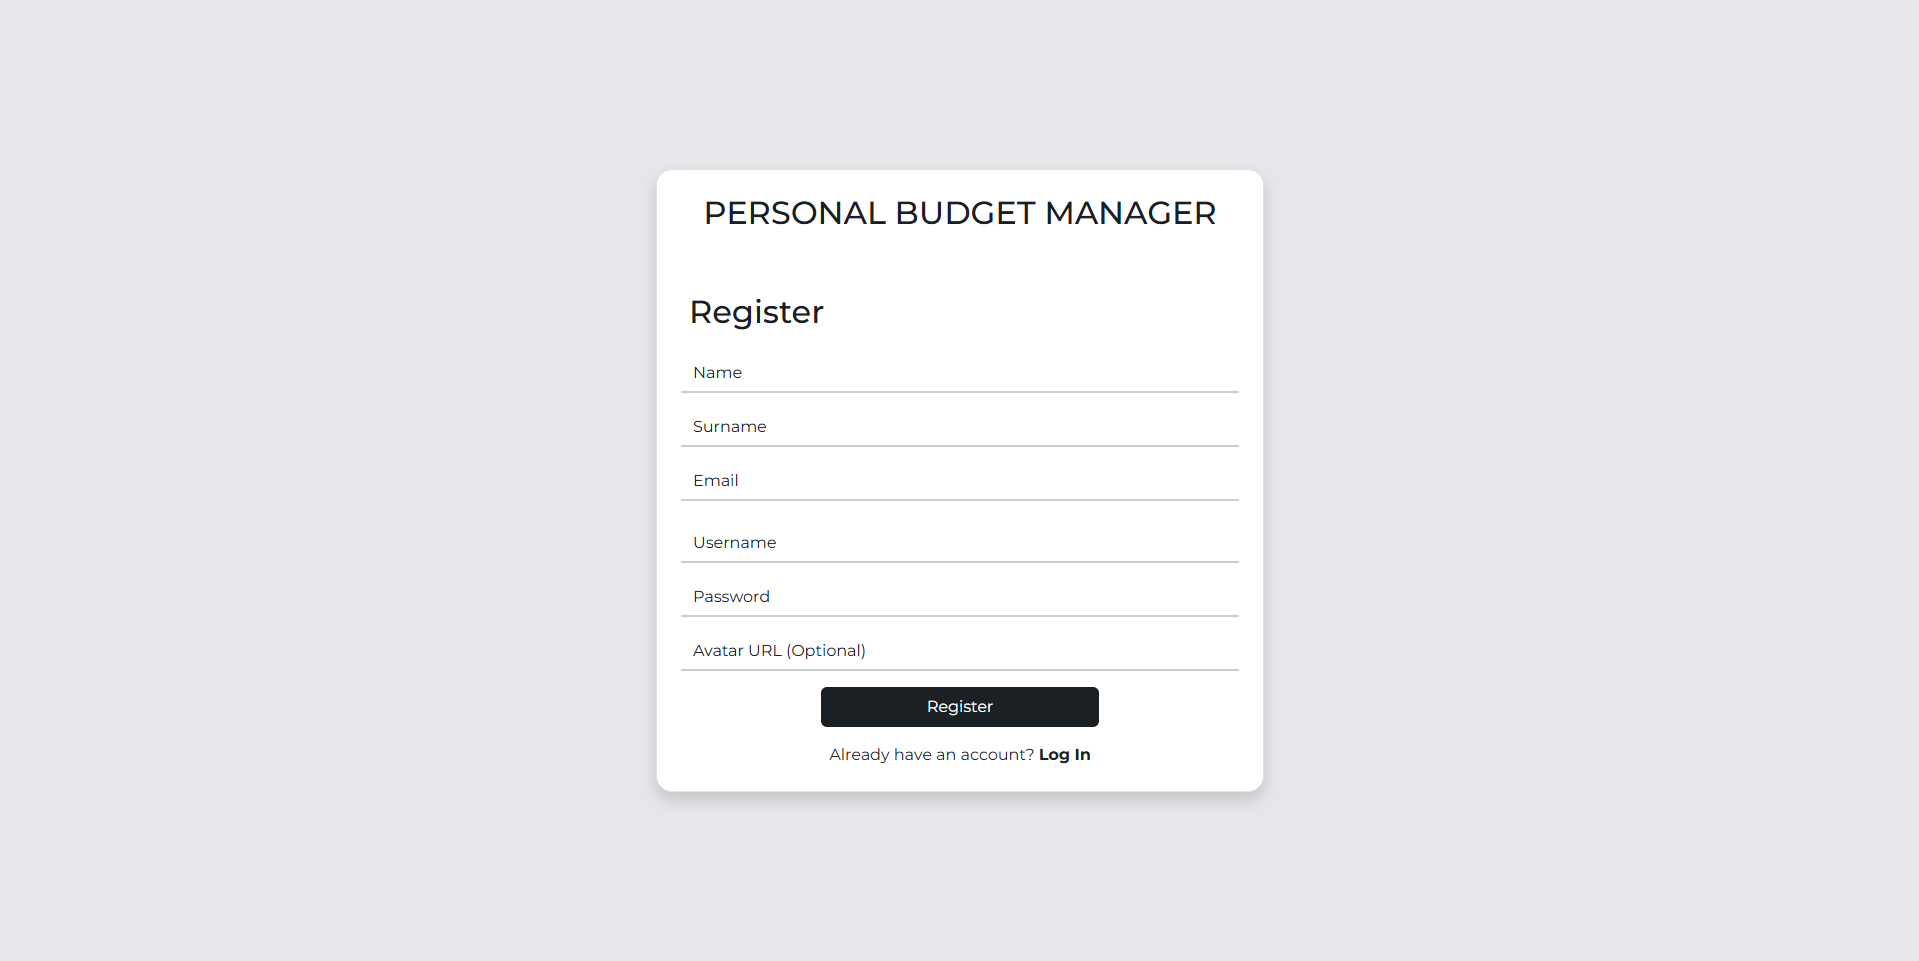 PERSONAL BUDGET MANAGER
Register
Name
Surname
Email
Username
Password
Avatar URL (Optional)
Register
Already have an account? Log In